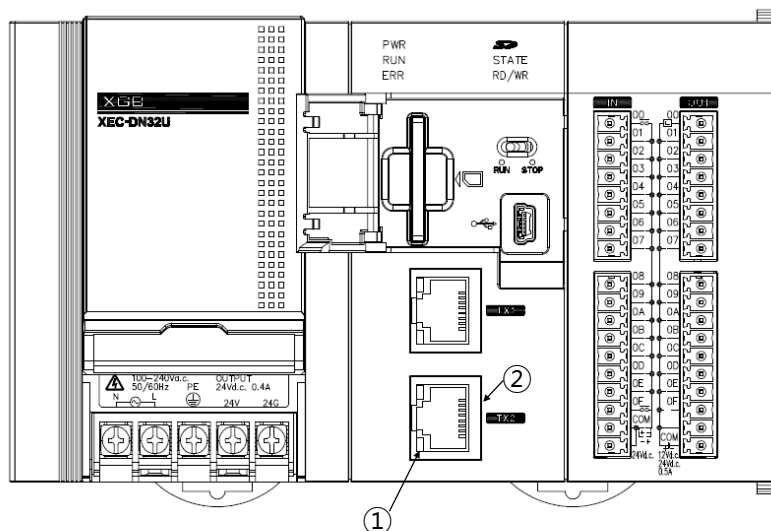 PWR
RUN
ERR
STATE
RD/WR
XGB
XEC-DN32U
RUN STOP
TX1
TX2
②
①
100-240Va.c.
50/60Hz
PE
OUTPUT
24Vd.c. 0.4A
N L
24V 24G
IN OUT
00 00
01 01
02 02
03 03
04 04
05 05
06 06
07 07
08 08
09 09
0A 0A
0B 0B
0C 0C
0D 0D
0E 0E
0F 0F
COM COM
24Vd.c.
12Vd.c.
24Vd.c.
0.5A